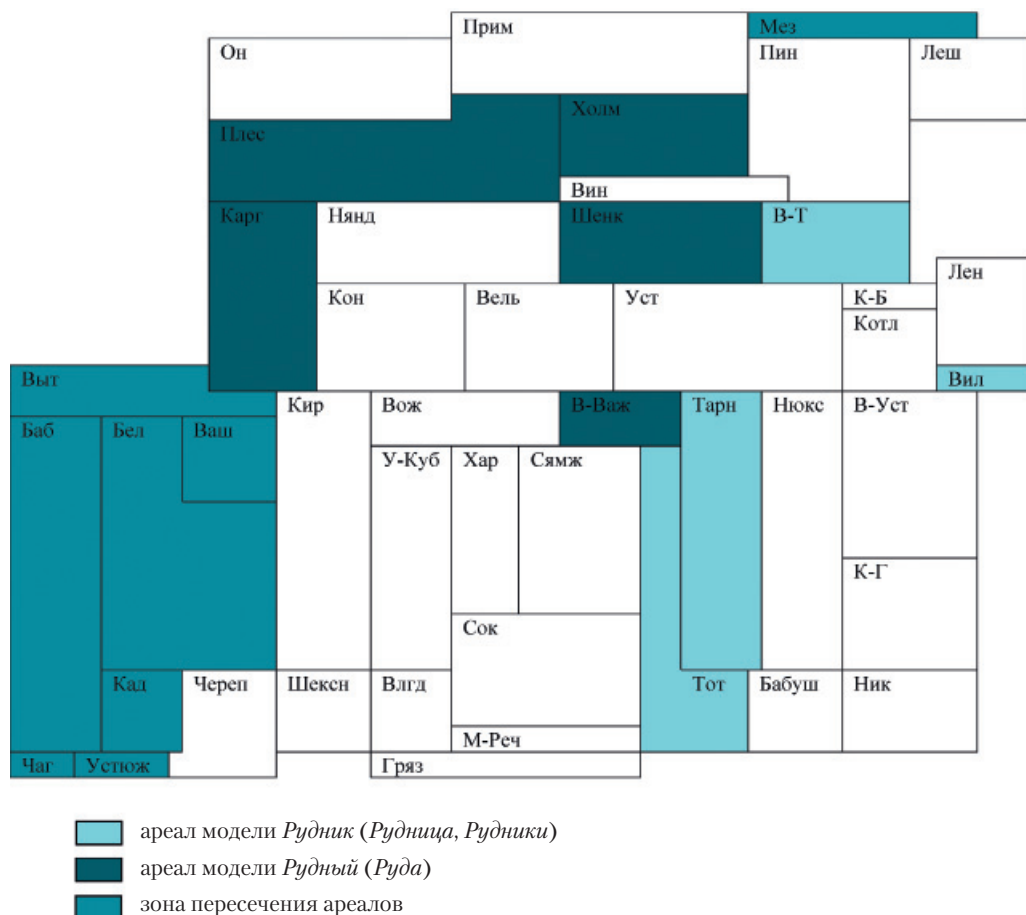 Прим Мез
Он Пин Леш
Плес Холм
Вин
Карг Нянд Шенк В-Т
Лен
Кон Вель Уст К-Б
Котл
Выт Вил
Кир Вож В-Важ Тарн Нюкс В-Уст
Баб Бел Ваш
У-Куб Хар Сямж
К-Г
Сок
Кад Череп Шексн Влгд Тот Бабуш Ник
М-Реч
Чаг Устюж Гряз
ареал модели Рудник (Рудница, Рудники)
ареал модели Рудный (Руда)
зона пересечения ареалов